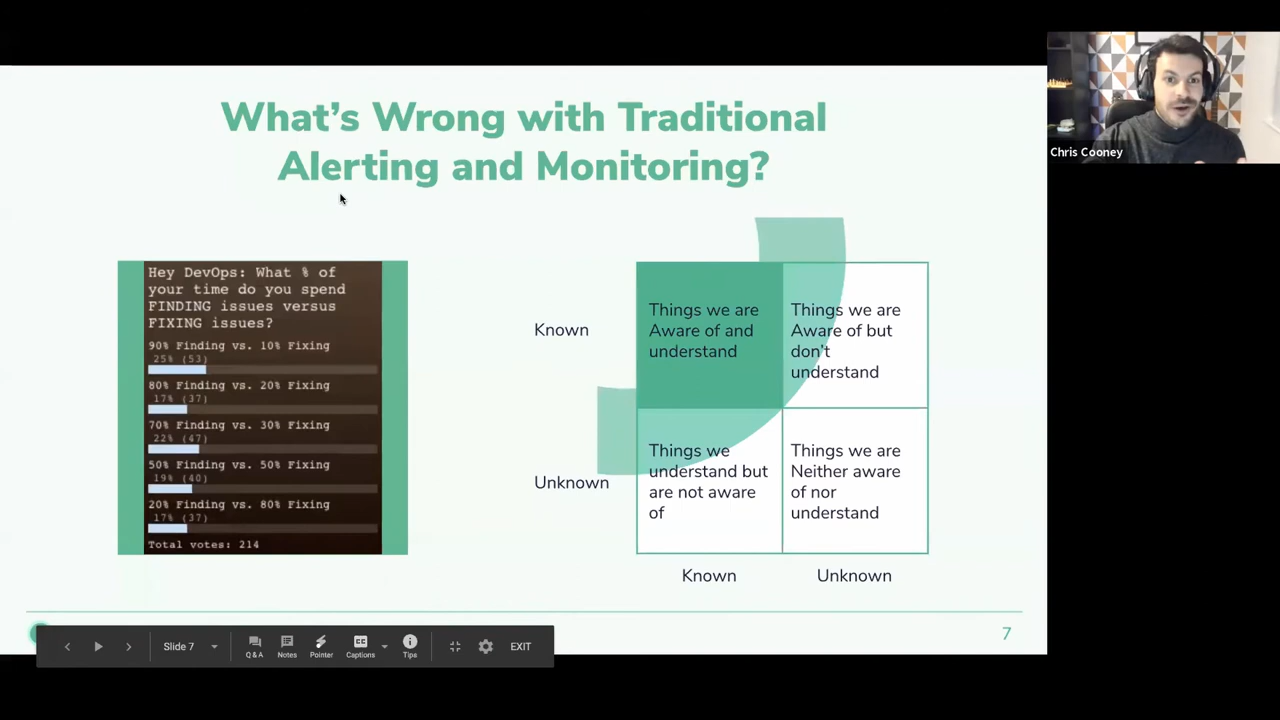 What's Wrong with Traditional
Alerting and Monitoring?
Chris Cooney
Hey DevOps: What % of
your time do you spend
FINDING issues versus
FIXING issues?
90% Finding vs. 10% Fixing
25% (53)
80% Finding vs. 20% Fixing
17% (37)
70% Finding vs. 30% Fixing
22% (47)
50% Finding vs. 50% Fixing
19% (40)
20% Finding vs. 80% Fixing
17% (37)
Total votes: 214
Known
Things we are
Aware of and
understand
Things we are
Aware of but
don't
understand
Unknown
Things we
understand but
are not aware
of
Things we are
Neither aware
of nor
understand
Known
Unknown
7
Slide 7
Q & A
Notes
Pointer
CC
Captions
Tips
EXIT